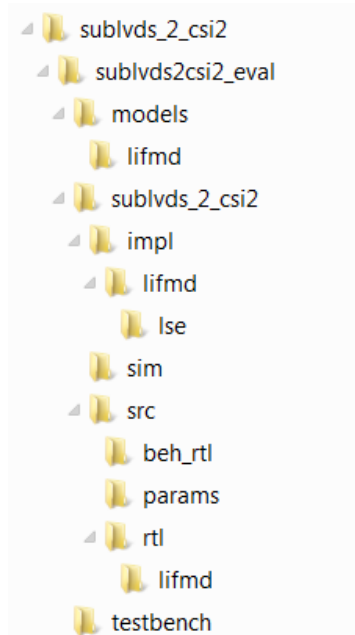 sublvds_2_csi2
sublvds2csi2_eval
models
lifmd
sublvds_2_csi2
impl
lifmd
lse
sim
src
beh_rtl
params
rtl
lifmd
testbench